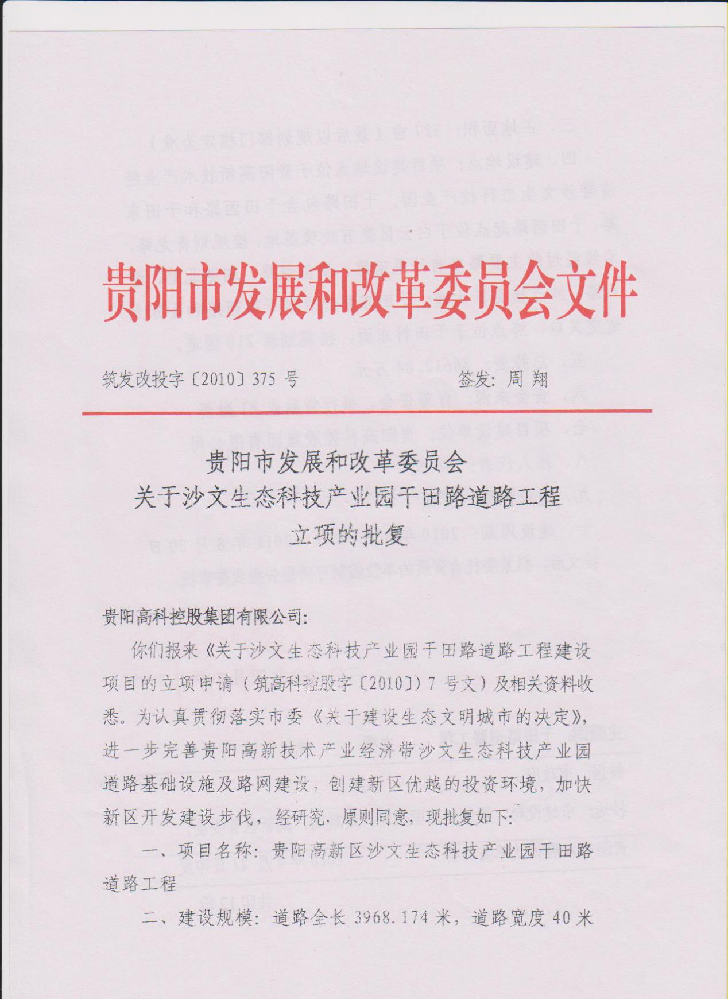 贵阳市发展和改革委员会文件
筑发改投字〔2010〕375 号 签发：周 翔
贵阳市发展和改革委员会
关于沙文生态科技产业园干田路道路工程
立项的批复
贵阳高科控股集团有限公司：
你们报来《关于沙文生态科技产业园干田路道路工程建设
项目的立项申请（筑高科控股字〔2010〕）7 号文）及相关资料收
悉。为认真贯彻落实市委《关于建设生态文明城市的决定》，
进一步完善贵阳高新技术产业经济带沙文生态科技产业园
道路基础设施及路网建设，创建新区优越的投资环境，加快
新区开发建设步伐，经研究．原则同意，现批复如下：
一、项目名称：贵阳高新区沙文生态科技产业园干田路
道路工程
二、建设规模：道路全长 3968.174 米，道路宽度 40 米